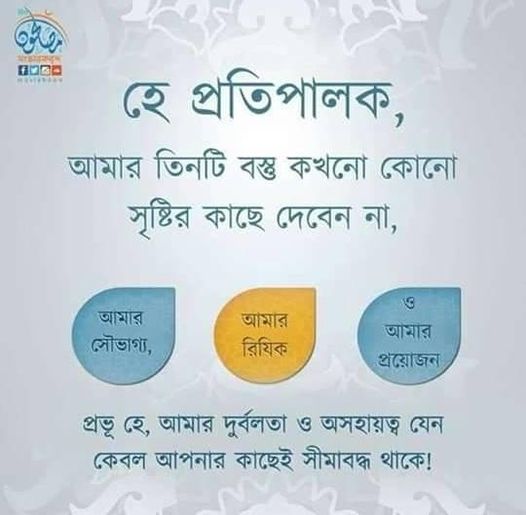 হে প্রতিপালক,
আমার তিনটি বস্তু কখনো কোনো
সৃষ্টির কাছে দেবেন না,
আমার
সৌভাগ্য,
আমার
রিযিক
ও
আমার
প্রয়োজন
প্রভূ হে, আমার দুর্বলতা ও অসহায়ত্ব যেন
কেবল আপনার কাছেই সীমাবদ্ধ থাকে!